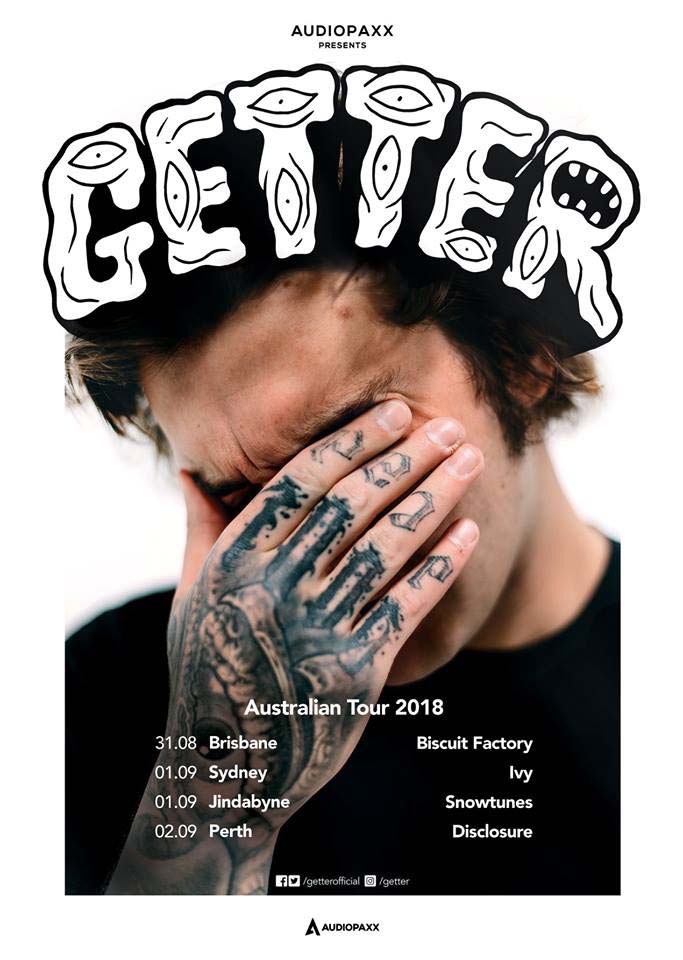 AUDIOPAXX
PRESENTS
GETTER
Australian Tour 2018
31.08 Brisbane Biscuit Factory
01.09 Sydney Ivy
01.09 Jindabyne Snowtunes
02.09 Perth Disclosure
/getterofficial /getter
AUDIOPAXX